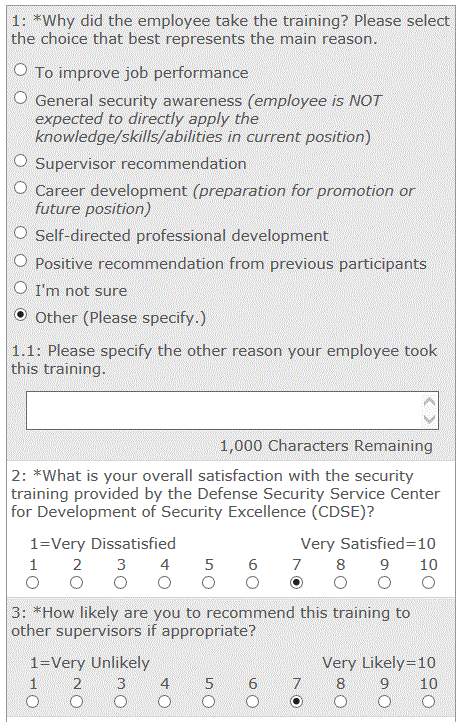 1: *Why did the employee take the training? Please select
the choice that best represents the main reason.
To improve job performance
General security awareness (employee is NOT
expected to directly apply the
knowledge/skills/abilities in current position)
Supervisor recommendation
Career development (preparation for promotion or
future position)
Self-directed professional development
Positive recommendation from previous participants
I'm not sure
Other (Please specify.)
1.1: Please specify the other reason your employee took
this training.
1,000 Characters Remaining
2: *What is your overall satisfaction with the security
training provided by the Defense Security Service Center
for Development of Security Excellence (CDSE)?
1=Very Dissatisfied Very Satisfied=10
1 2 3 4 5 6 7 8 9 10
3: *How likely are you to recommend this training to
other supervisors if appropriate?
1=Very Unlikely Very Likely=10
1 2 3 4 5 6 7 8 9 10